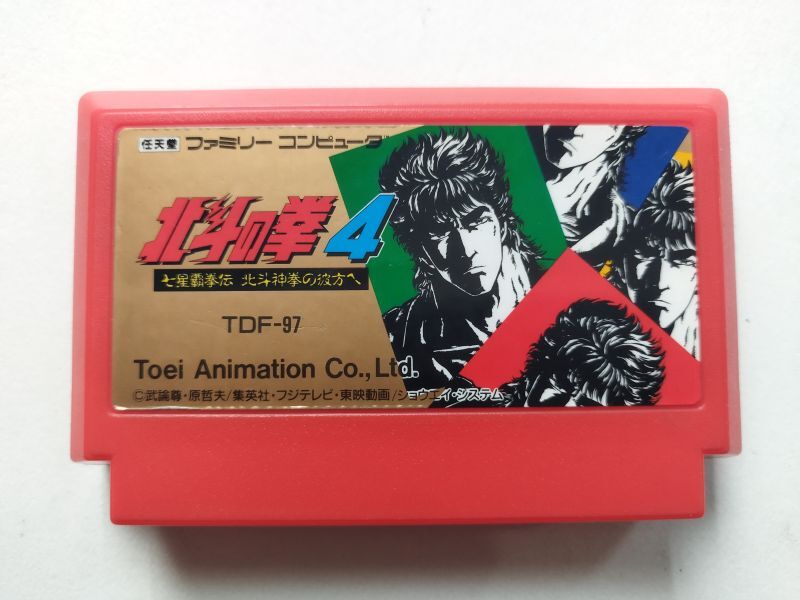 任天堂 ファミリー コンピュータ
北斗の拳4
七星覇拳伝 北斗神拳の彼方へ
TDF-97
Toei Animation Co., Ltd.
©武論尊・原哲夫/集英社・フジテレビ・東映動画/ショウエイ・システム